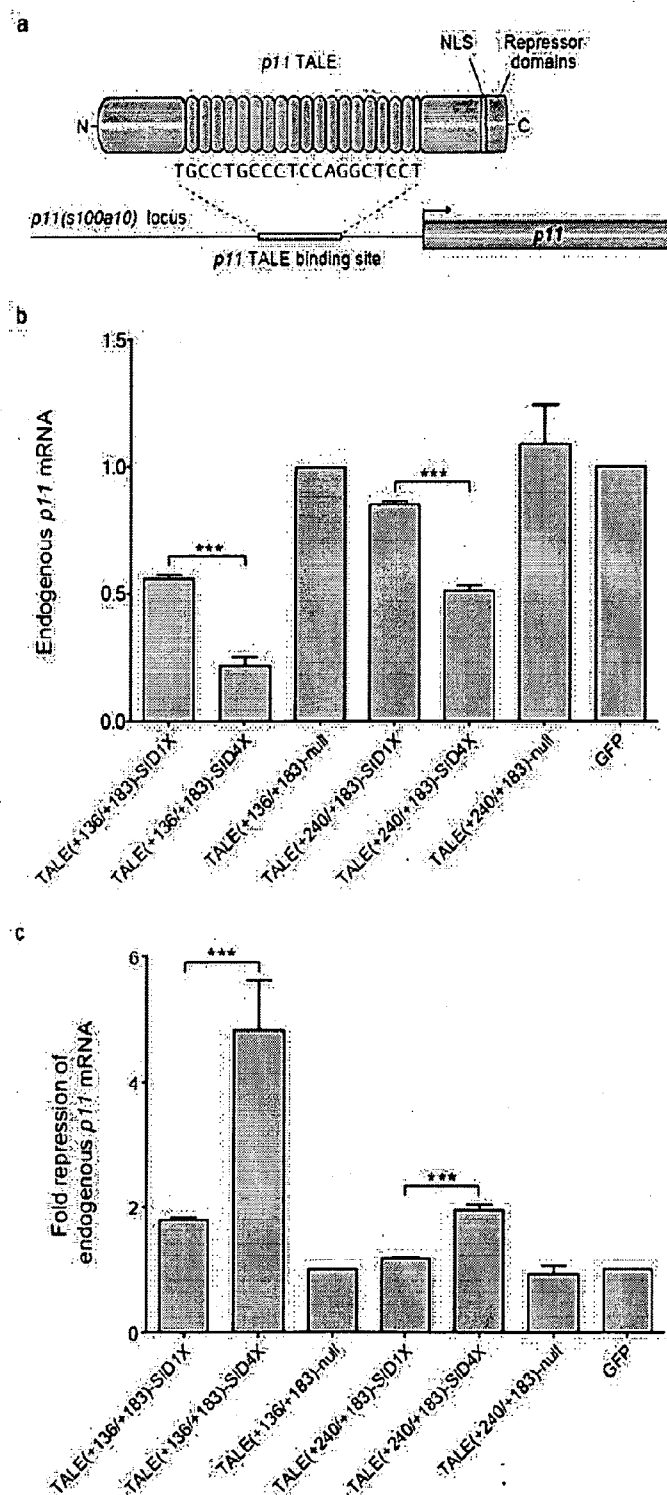 a
p11 TALE
NLS
Repressor
domains
N
C
TGCCTGCCCTCCAGGCTCCT
p11(s100a10) locus
p11
p11 TALE binding site
b
Endogenous p11 mRNA
1.5
1.0
0.5
0.0
***
***
TALE(+136/+183)-SID1X
TALE(+136/+183)-SID4X
TALE(+136/+183)-null
TALE(+240/+183)-SID1X
TALE(+240/+183)-SID4X
TALE(+240/+183)-null
GFP
c
Fold repression of
endogenous p11 mRNA
6
4
2
0
***
***
TALE(+136/+183)-SID1X
TALE(+136/+183)-SID4X
TALE(+136/+183)-null
TALE(+240/+183)-SID1X
TALE(+240/+183)-SID4X
TALE(+240/+183)-null
GFP